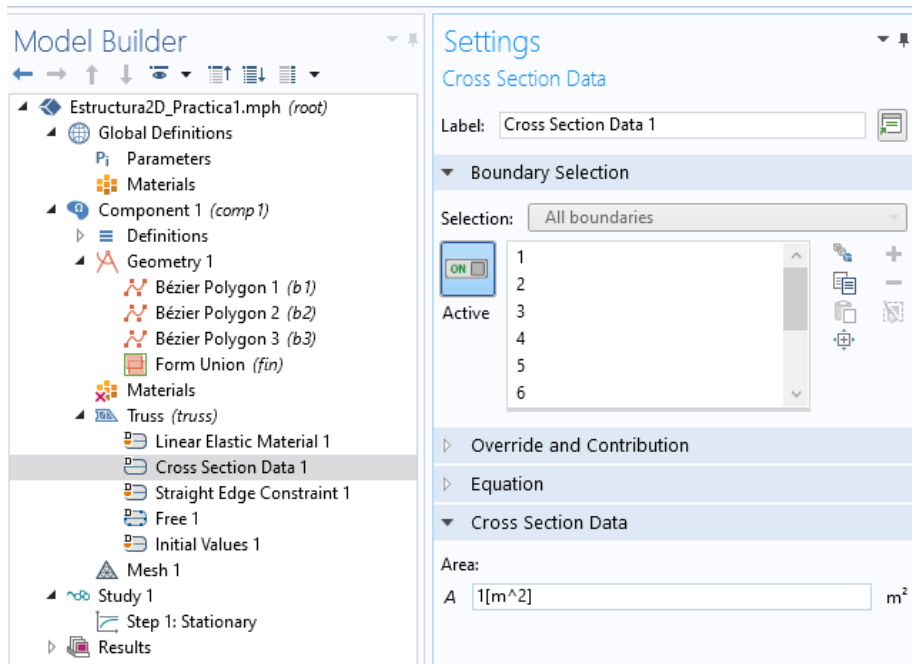 Model Builder
Estructura2D_Practica1.mph (root)
Global Definitions
Pi Parameters
Materials
Component 1 (comp1)
Definitions
Geometry 1
Bézier Polygon 1 (b1)
Bézier Polygon 2 (b2)
Bézier Polygon 3 (b3)
Form Union (fin)
Materials
Truss (truss)
Linear Elastic Material 1
Cross Section Data 1
Straight Edge Constraint 1
Free 1
Initial Values 1
Mesh 1
Study 1
Step 1: Stationary
Results
Settings
Cross Section Data
Label: Cross Section Data 1
Boundary Selection
Selection: All boundaries
ON
Active
1
2
3
4
5
6
Override and Contribution
Equation
Cross Section Data
Area:
A 1[m^2] m²